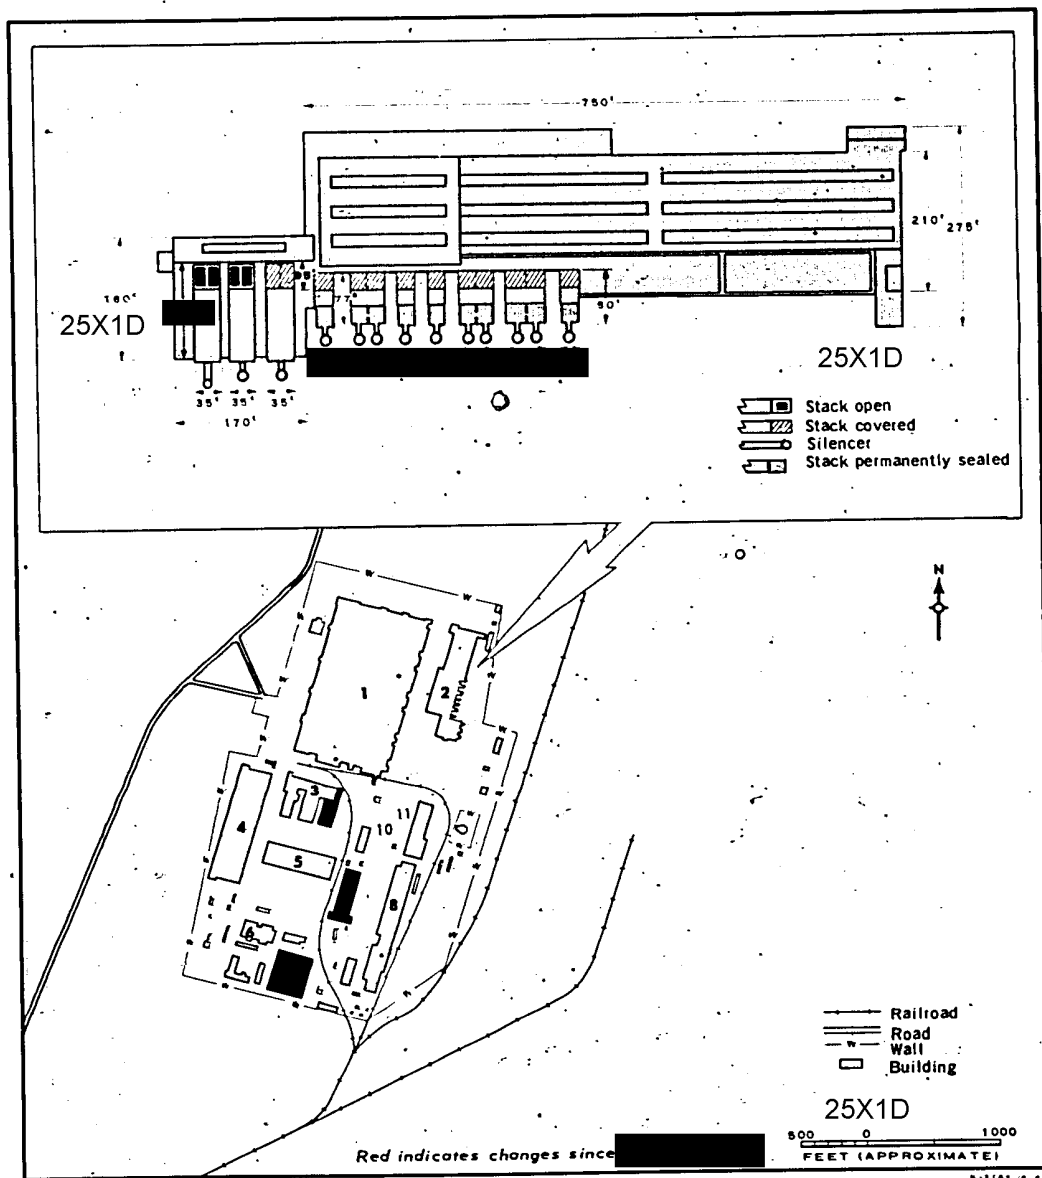 750'
210'
275'
160'
77'
90'
25X1D
25X1D
35' 35' 35'
170'
Stack open
Stack covered
Silencer
Stack permanently sealed
N
W
W
1
2
3
4
5
10
11
8
6
Railroad
Road
W Wall
Building
25X1D
500 0 1000
FEET (APPROXIMATE)
Red indicates changes since